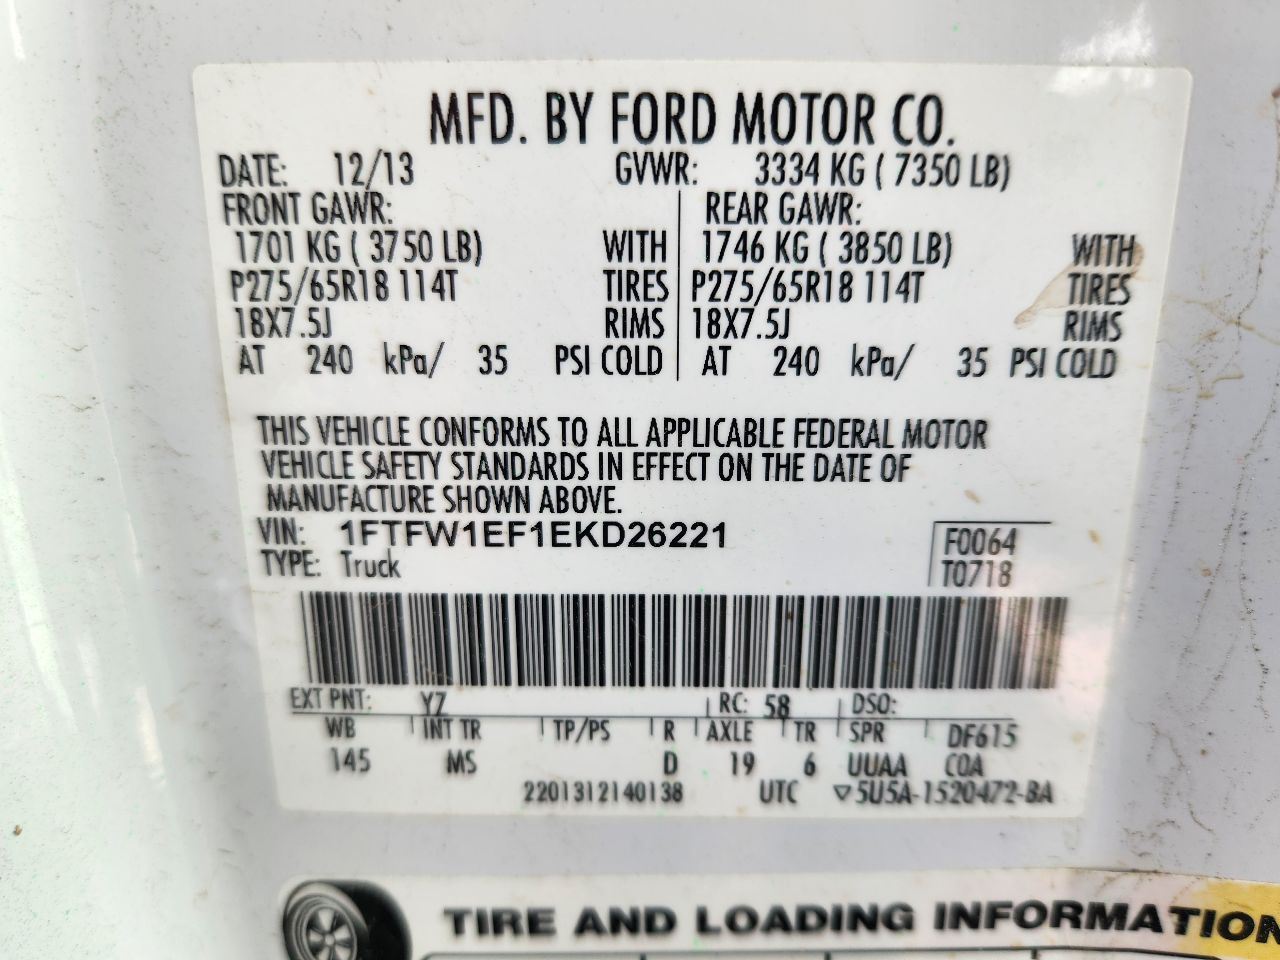 MFD. BY FORD MOTOR CO.
DATE: 12/13 GVWR: 3334 KG ( 7350 LB)
FRONT GAWR: REAR GAWR:
1701 KG ( 3750 LB) WITH 1746 KG ( 3850 LB) WITH
P275/65R18 114T TIRES P275/65R18 114T TIRES
18X7.5J RIMS 18X7.5J RIMS
AT 240 kPa/ 35 PSI COLD AT 240 kPa/ 35 PSI COLD
THIS VEHICLE CONFORMS TO ALL APPLICABLE FEDERAL MOTOR
VEHICLE SAFETY STANDARDS IN EFFECT ON THE DATE OF
MANUFACTURE SHOWN ABOVE.
VIN: 1FTFW1EF1EKD26221 F0064
TYPE: Truck T0718
EXT PNT: YZ RC: 58 DSO:
WB INT TR TP/PS R AXLE TR SPR DF615
145 MS D 19 6 UUAA COA
2201312140138 UTC ▽5U5A-1520472-BA
TIRE AND LOADING INFORMATION